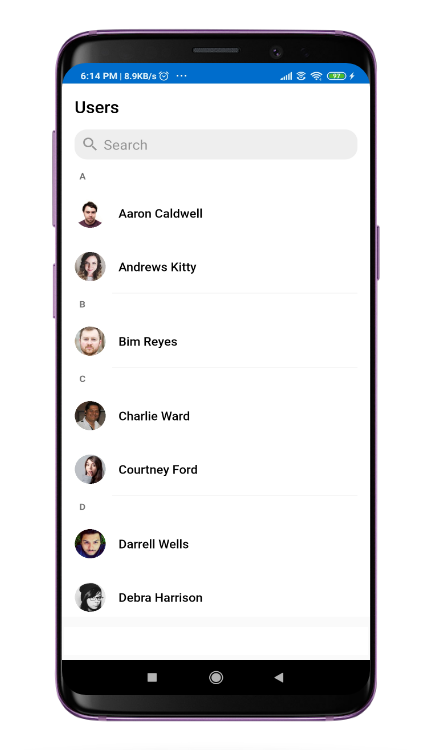 6:14 PM | 8.9KB/s ...
97
Users
Search
A
Aaron Caldwell
Andrews Kitty
B
Bim Reyes
C
Charlie Ward
Courtney Ford
D
Darrell Wells
Debra Harrison